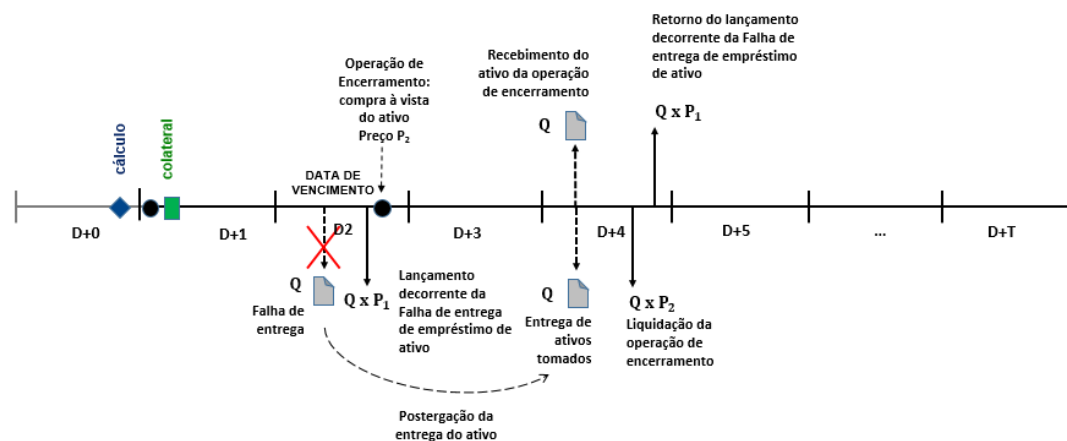 Retorno do lançamento
decorrente da Falha de
entrega de empréstimo
de ativo
Recebimento do
ativo da operação
de encerramento
Operação de
Encerramento:
compra à vista
do ativo
Preço P₂
Q
Q x P₁
cálculo
colateral
DATA DE
VENCIMENTO
D+0
D+1
D2
D+3
D+4
D+5
...
D+T
Q
Falha de
entrega
Q x P₁
Lançamento
decorrente da
Falha de entrega
de empréstimo de
ativo
Q
Entrega de
ativos
tomados
Q x P₂
Liquidação da
operação de
encerramento
Postergação da
entrega do ativo